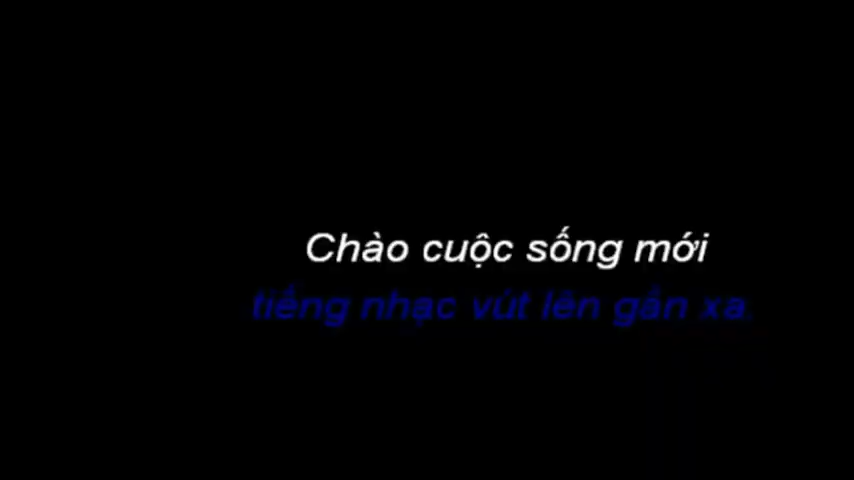 Chào cuộc sống mới
tiếng nhạc vút lên gần xa.